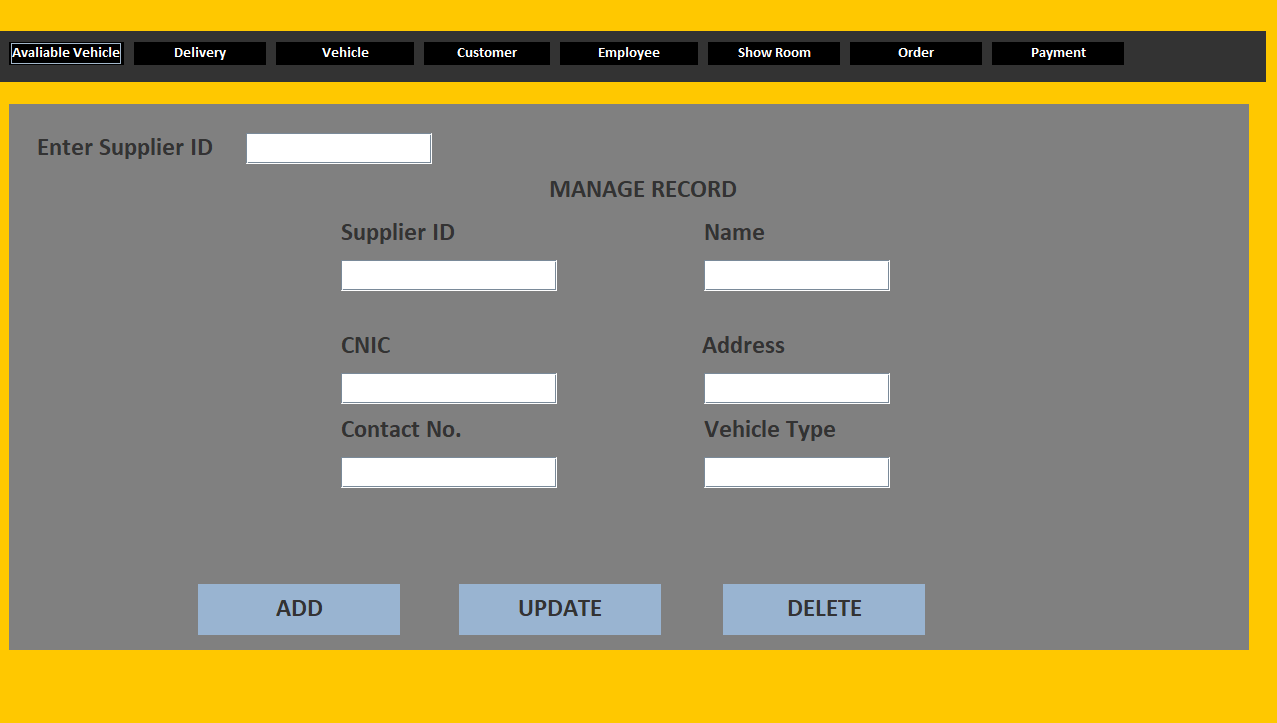 Avaliable Vehicle Delivery Vehicle Customer Employee Show Room Order Payment
Enter Supplier ID
MANAGE RECORD
Supplier ID Name
CNIC Address
Contact No. Vehicle Type
ADD UPDATE DELETE